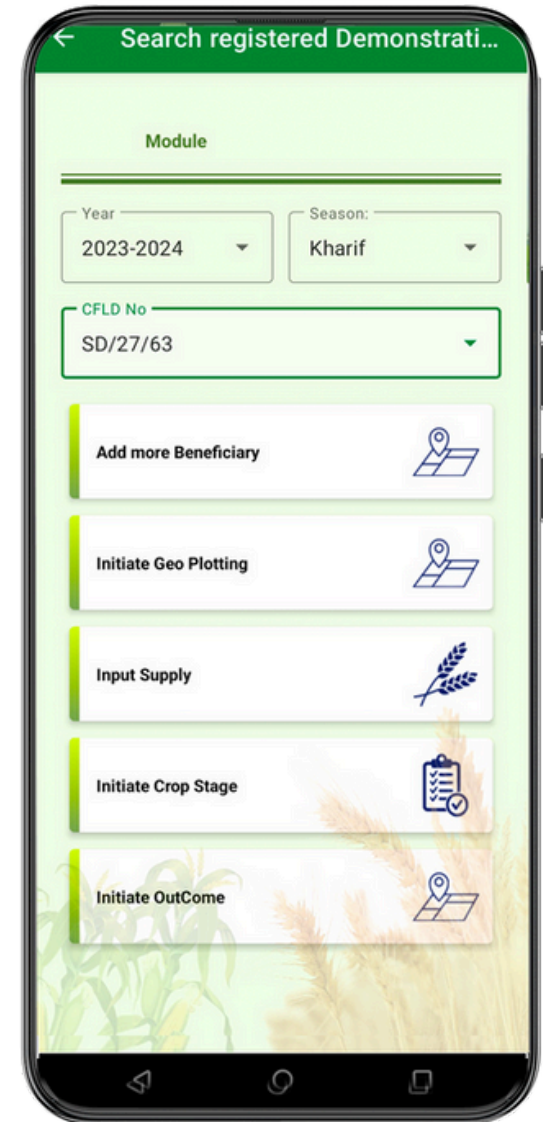 Search registered Demonstrati...
Module
Year
Season:
2023-2024
Kharif
CFLD No
SD/27/63
Add more Beneficiary
Initiate Geo Plotting
Input Supply
Initiate Crop Stage
Initiate OutCome